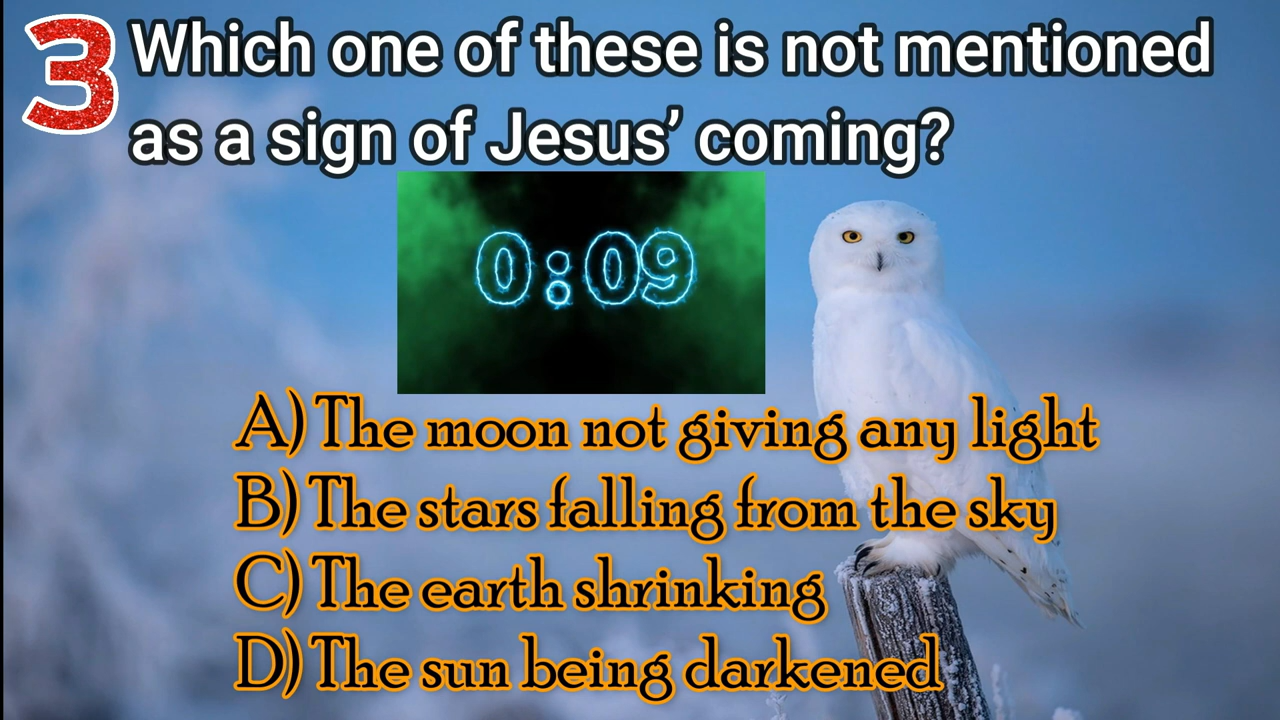 3 Which one of these is not mentioned
as a sign of Jesus’ coming?
0:09
A) The moon not giving any light
B) The stars falling from the sky
C) The earth shrinking
D) The sun being darkened